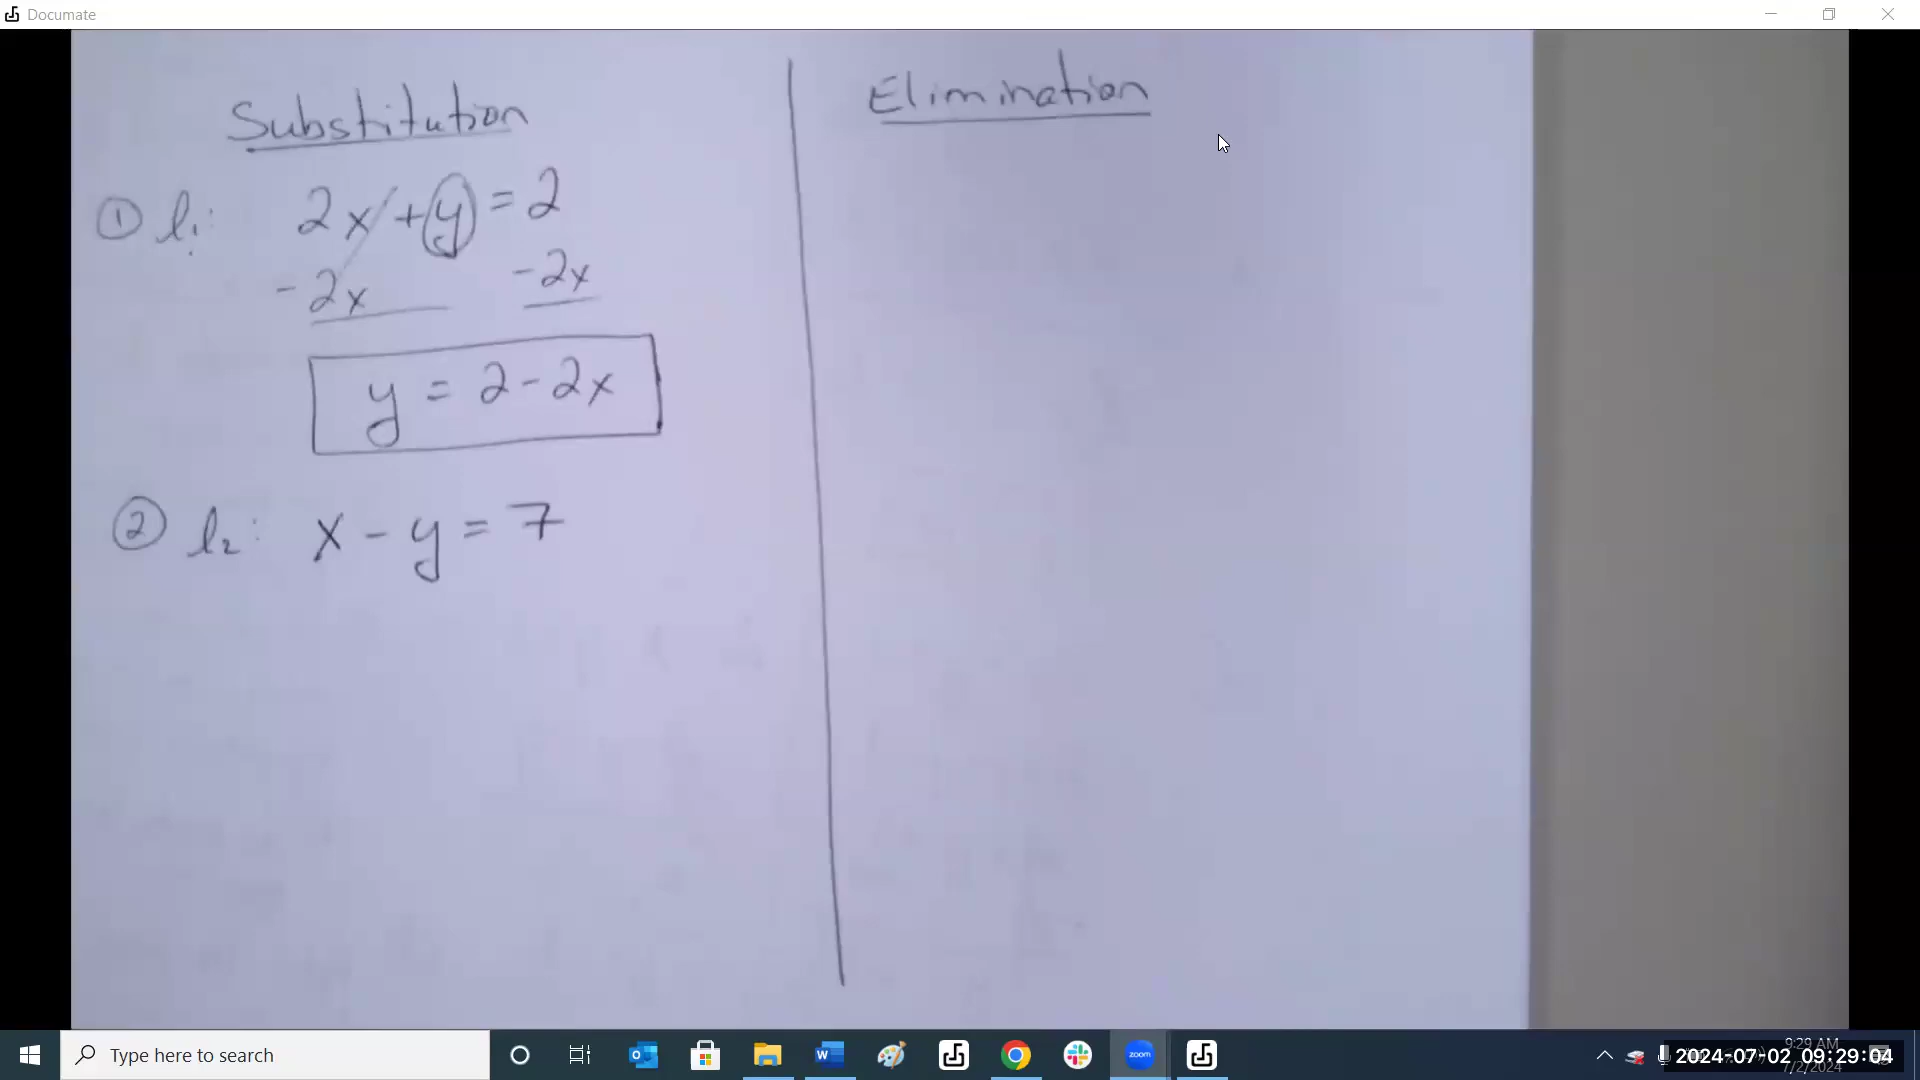 Documate
Substitution
① l₁: 2x + y = 2
- 2x - 2x
y = 2 - 2x
② l₂: x - y = 7
Elimination
Type here to search
zoom
9:29 AM
7/2/2024
2024-07-02 09:29:04